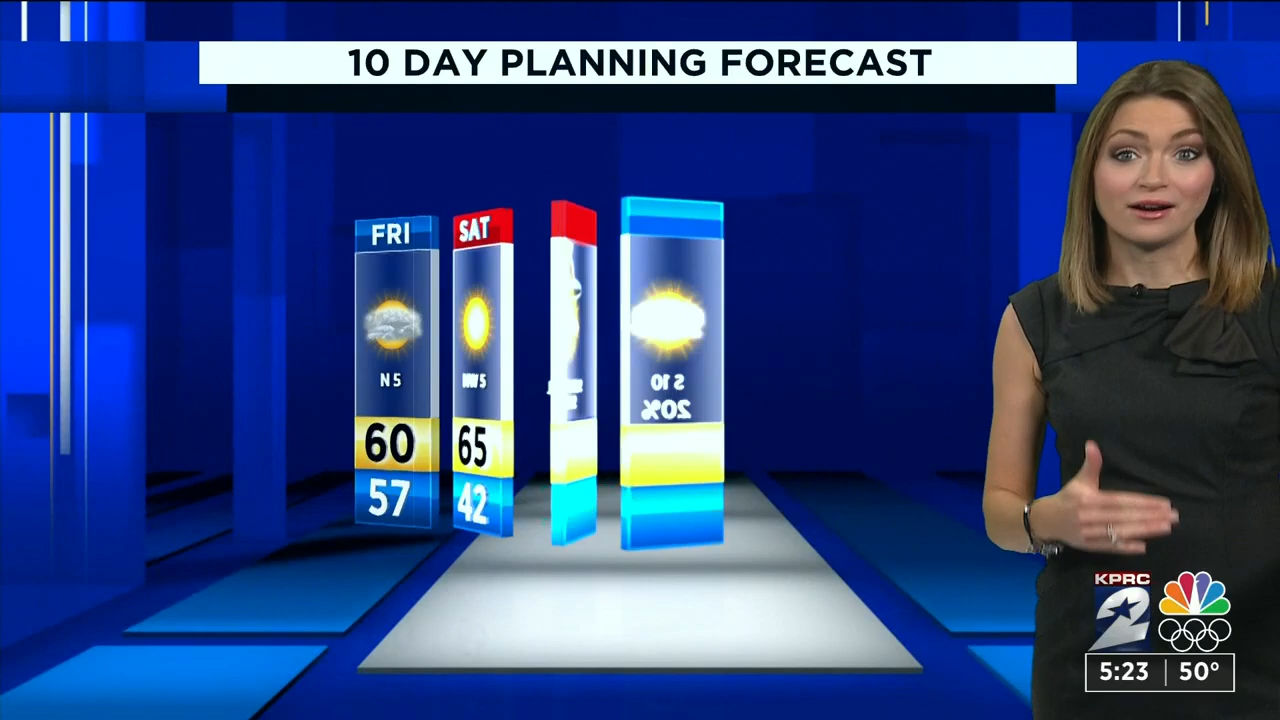 10 DAY PLANNING FORECAST
FRI
N 5
60
57
SAT
NW 5
65
42
S 10
20%
KPRC
2
5:23 50°